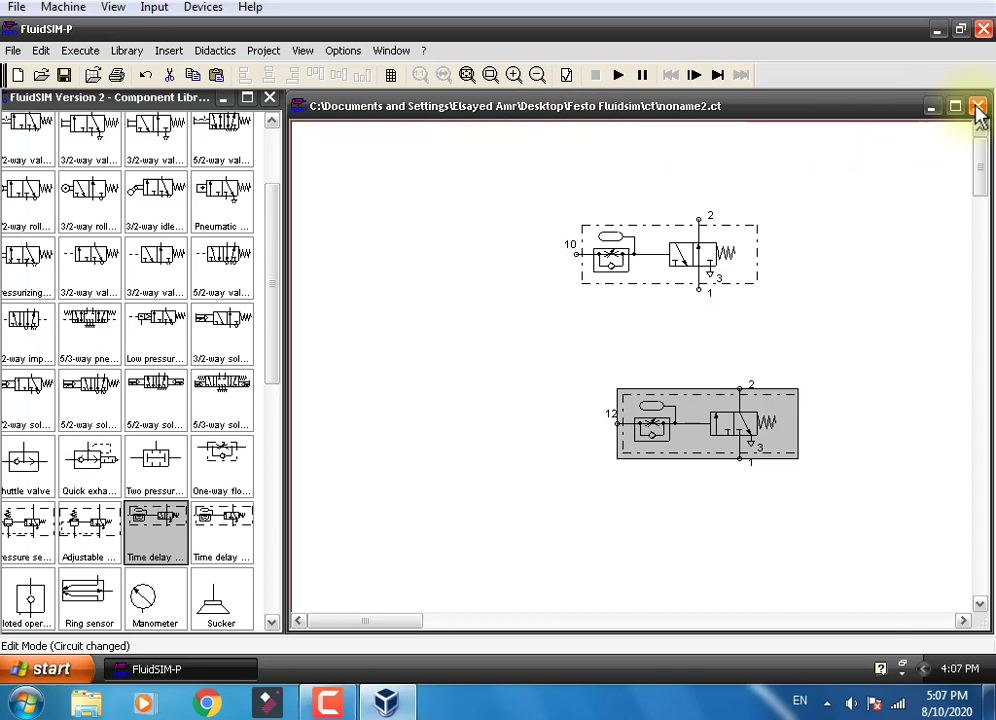 File Machine View Input Devices Help
FluidSIM-P
File Edit Execute Library Insert Didactics Project View Options Window ?
FluidSIM Version 2 - Component Libr...
C:\Documents and Settings\Elsayed Amr\Desktop\Festo Fluidsim\ct\noname2.ct
/2-way val... 3/2-way val... 3/2-way val... 5/2-way val...
/2-way roll... 3/2-way roll... 3/2-way idle... Pneumatic ...
essurizing... 3/2-way val... 3/2-way val... 5/2-way val...
/2-way imp... 5/3-way pne... Low pressur... 3/2-way sol...
/2-way sol... 5/2-way sol... 5/2-way sol... 5/3-way sol...
huttle valve Quick exha... Two pressur... One-way flo...
ressure se... Adjustable ... Time delay ... Time delay ...
loted oper... Ring sensor Manometer Sucker
2
10
3
1
2
12
3
1
Edit Mode (Circuit changed)
start FluidSIM-P 4:07 PM
EN 5:07 PM
8/10/2020